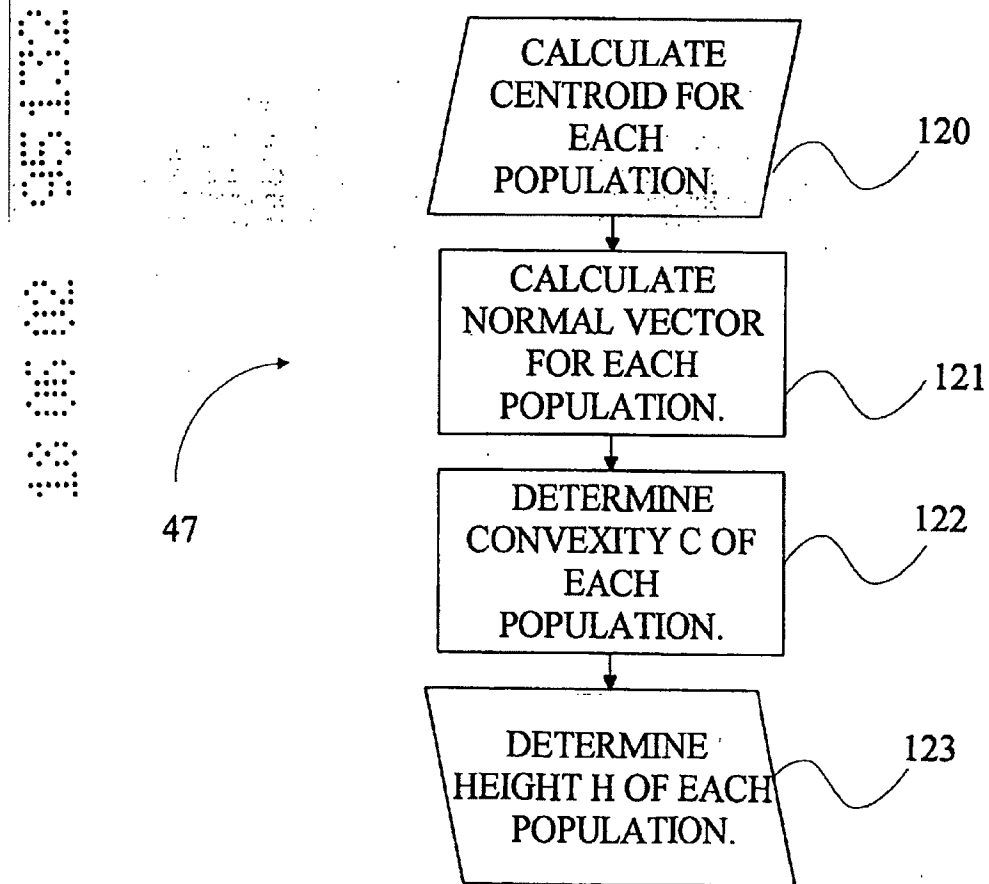 CALCULATE
CENTROID FOR
EACH
POPULATION.
120
CALCULATE
NORMAL VECTOR
FOR EACH
POPULATION.
121
DETERMINE
CONVEXITY C OF
EACH
POPULATION.
122
DETERMINE
HEIGHT H OF EACH
POPULATION.
123
47